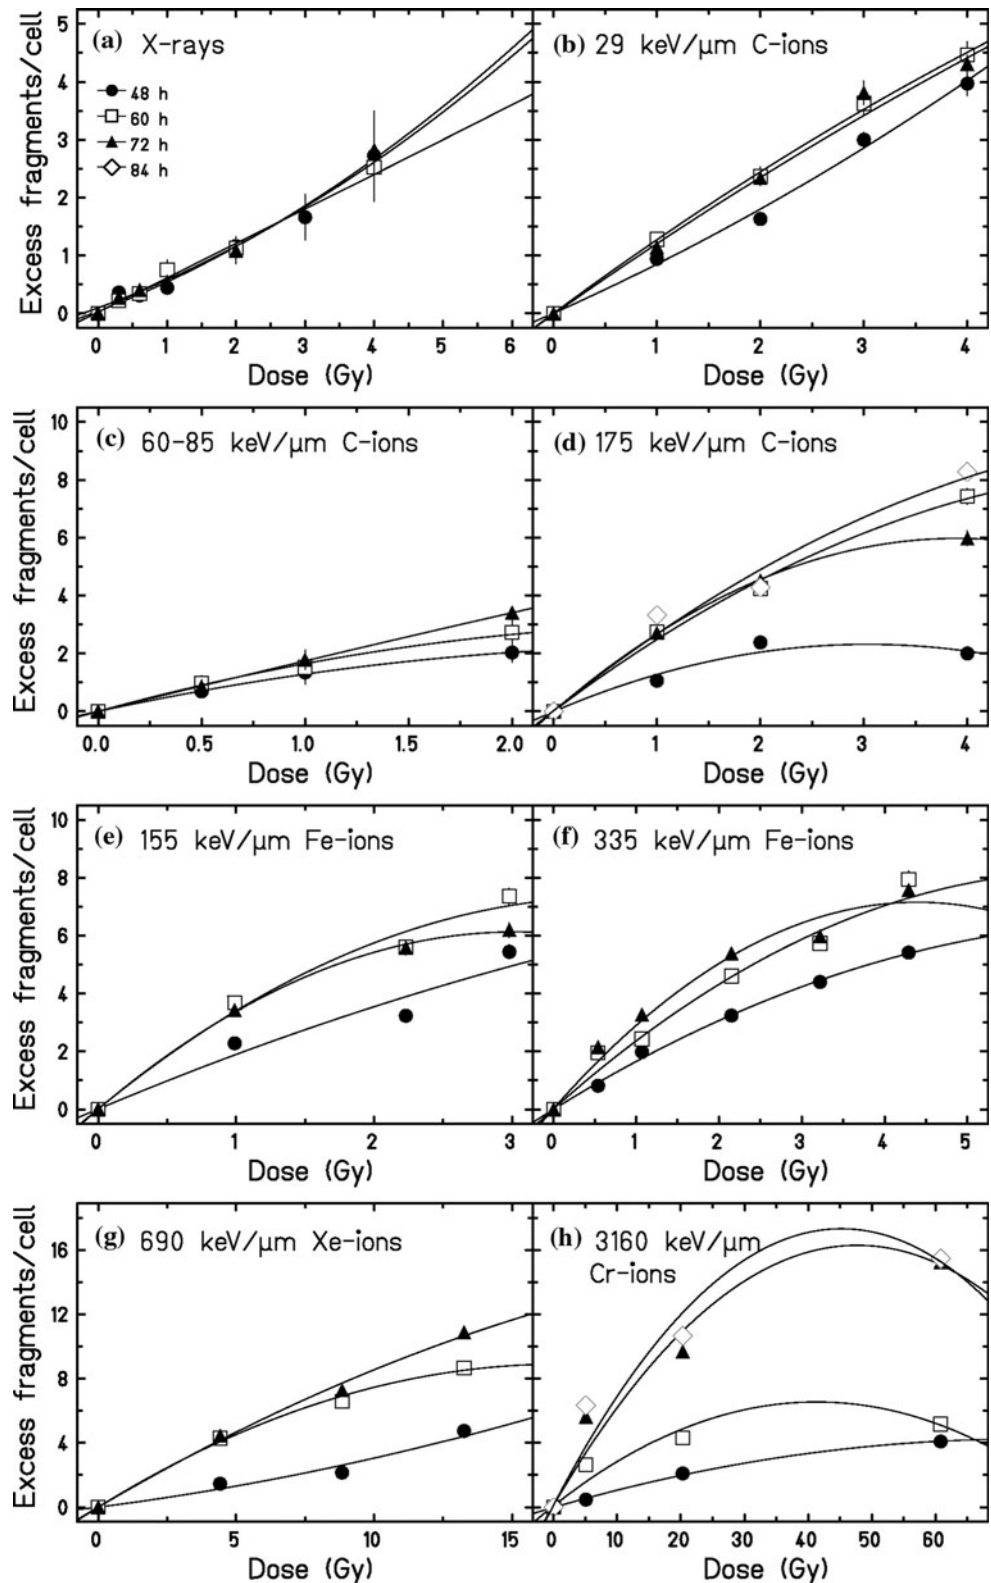 Excess fragments/cell
5
4
3
2
1
0
(a) X-rays
48 h
60 h
72 h
84 h
0 1 2 3 4 5 6
Dose (Gy)
(b) 29 keV/μm C-ions
0 1 2 3 4
Dose (Gy)
Excess fragments/cell
10
8
6
4
2
0
(c) 60-85 keV/μm C-ions
0.0 0.5 1.0 1.5 2.0
Dose (Gy)
(d) 175 keV/μm C-ions
0 1 2 3 4
Dose (Gy)
Excess fragments/cell
10
8
6
4
2
0
(e) 155 keV/μm Fe-ions
0 1 2 3
Dose (Gy)
(f) 335 keV/μm Fe-ions
0 1 2 3 4 5
Dose (Gy)
Excess fragments/cell
16
12
8
4
0
(g) 690 keV/μm Xe-ions
0 5 10 15
Dose (Gy)
(h) 3160 keV/μm
Cr-ions
0 10 20 30 40 50 60
Dose (Gy)